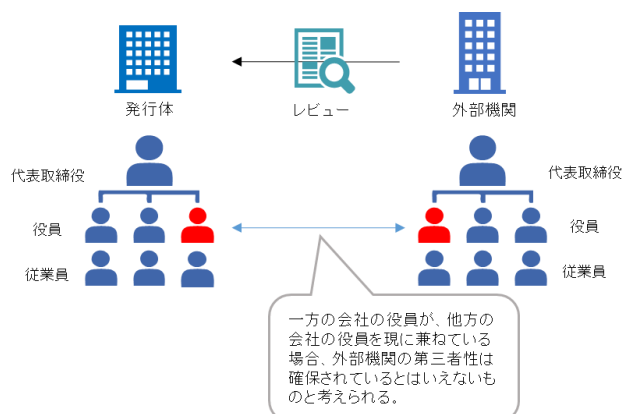 発行体
レビュー
外部機関
代表取締役
代表取締役
役員
役員
従業員
従業員
一方の会社の役員が、他方の
会社の役員を現に兼ねている
場合、外部機関の第三者性は
確保されているとはいえないも
のと考えられる。